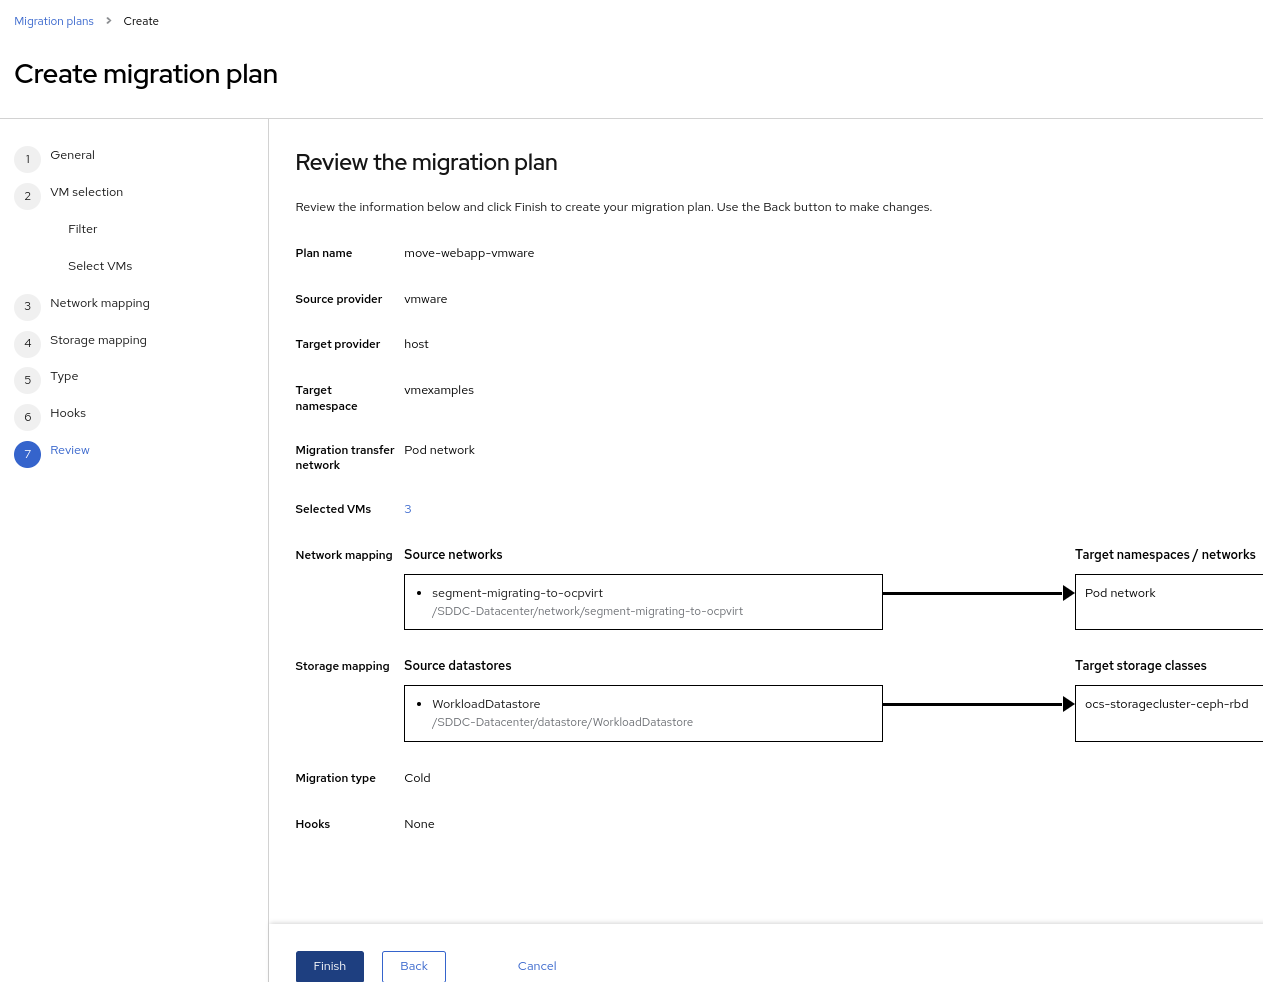 Migration plans > Create
Create migration plan
1 General
2 VM selection
Filter
Select VMs
3 Network mapping
4 Storage mapping
5 Type
6 Hooks
7 Review
Review the migration plan
Review the information below and click Finish to create your migration plan. Use the Back button to make changes.
Plan name move-webapp-vmware
Source provider vmware
Target provider host
Target vmexamples
namespace
Migration transfer Pod network
network
Selected VMs 3
Network mapping Source networks Target namespaces / networks
• segment-migrating-to-ocpvirt Pod network
/SDDC-Datacenter/network/segment-migrating-to-ocpvirt
Storage mapping Source datastores Target storage classes
• WorkloadDatastore ocs-storagecluster-ceph-rbd
/SDDC-Datacenter/datastore/WorkloadDatastore
Migration type Cold
Hooks None
Finish Back Cancel